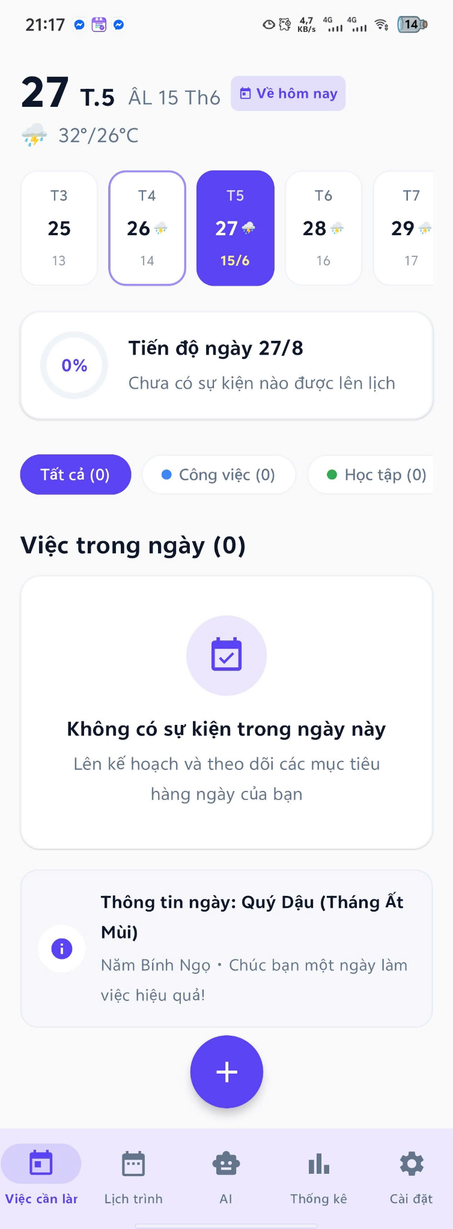 21:17
4,7 KB/s 4G 4G 14
27 T.5 ÂL 15 Th6 Về hôm nay
32°/26°C
T3 T4 T5 T6 T7
25 26 27 28 29
13 14 15/6 16 17
0%
Tiến độ ngày 27/8
Chưa có sự kiện nào được lên lịch
Tất cả (0) Công việc (0) Học tập (0)
Việc trong ngày (0)
Không có sự kiện trong ngày này
Lên kế hoạch và theo dõi các mục tiêu
hàng ngày của bạn
Thông tin ngày: Quý Dậu (Tháng Ất
Mùi)
Năm Bính Ngọ • Chúc bạn một ngày làm
việc hiệu quả!
Việc cần làr Lịch trình AI Thống kê Cài đặt